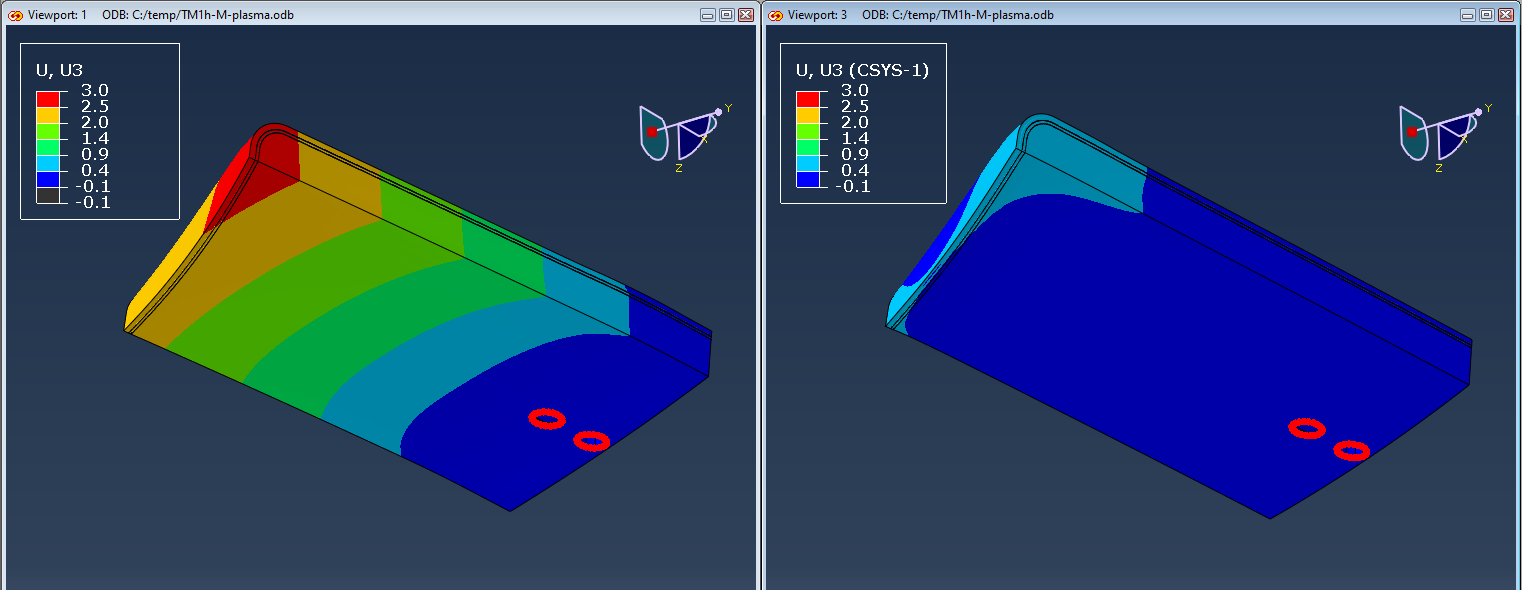 Viewport: 1 ODB: C:/temp/TM1h-M-plasma.odb
U, U3
3.0
2.5
2.0
1.4
0.9
0.4
-0.1
-0.1
Y
X
Z
Viewport: 3 ODB: C:/temp/TM1h-M-plasma.odb
U, U3 (CSYS-1)
3.0
2.5
2.0
1.4
0.9
0.4
-0.1
Y
X
Z